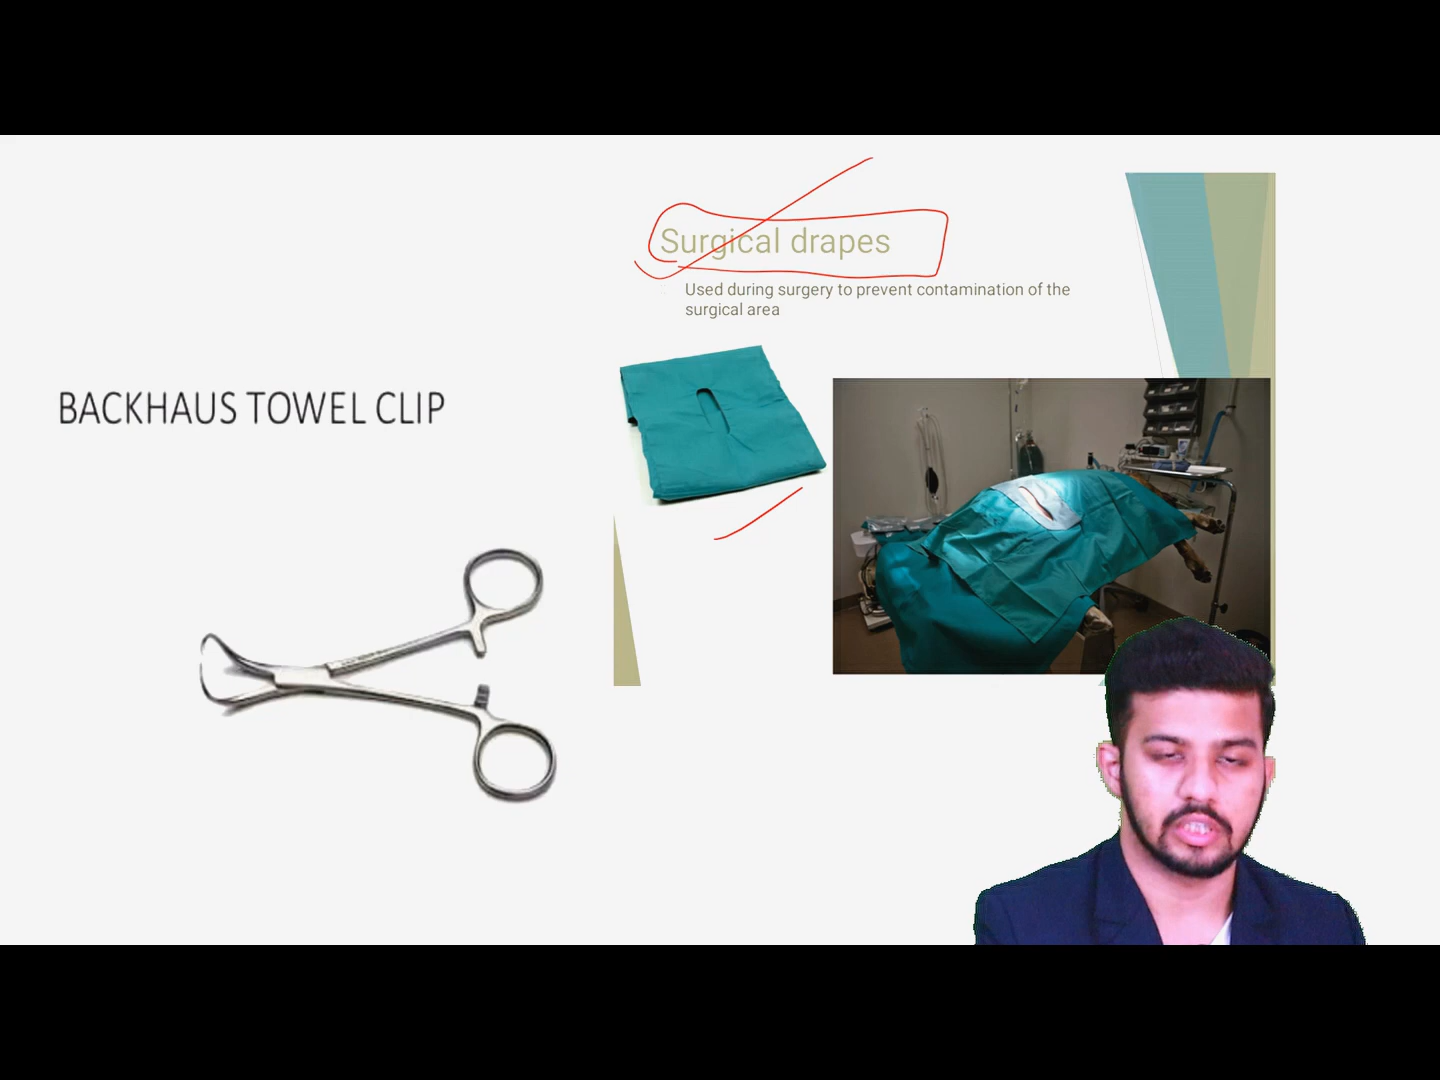 BACKHAUS TOWEL CLIP
Surgical drapes
Used during surgery to prevent contamination of the
surgical area